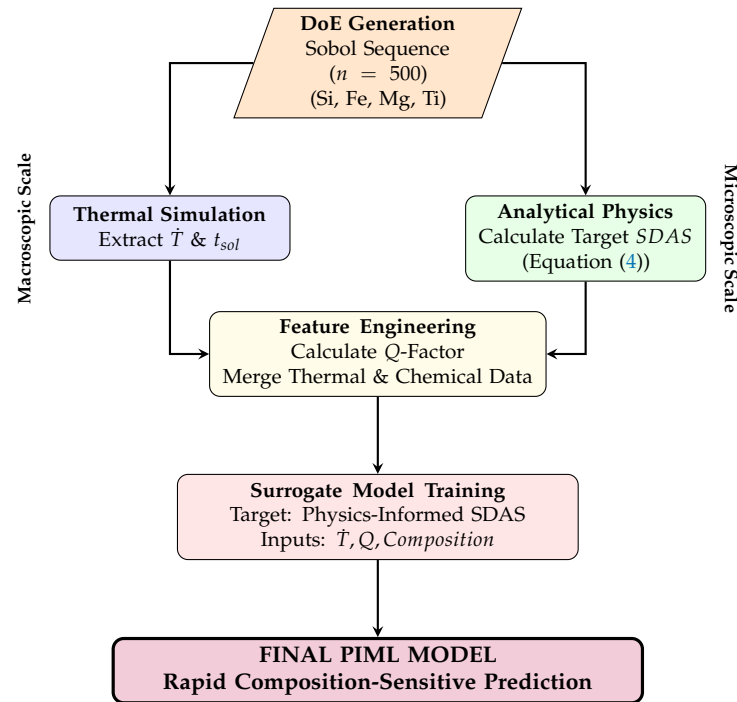 DoE Generation
Sobol Sequence
(n = 500)
(Si, Fe, Mg, Ti)
Macroscopic Scale
Thermal Simulation
Extract Ṫ & t_sol
Analytical Physics
Calculate Target SDAS
(Equation (4))
Microscopic Scale
Feature Engineering
Calculate Q-Factor
Merge Thermal & Chemical Data
Surrogate Model Training
Target: Physics-Informed SDAS
Inputs: Ṫ, Q, Composition
FINAL PIML MODEL
Rapid Composition-Sensitive Prediction